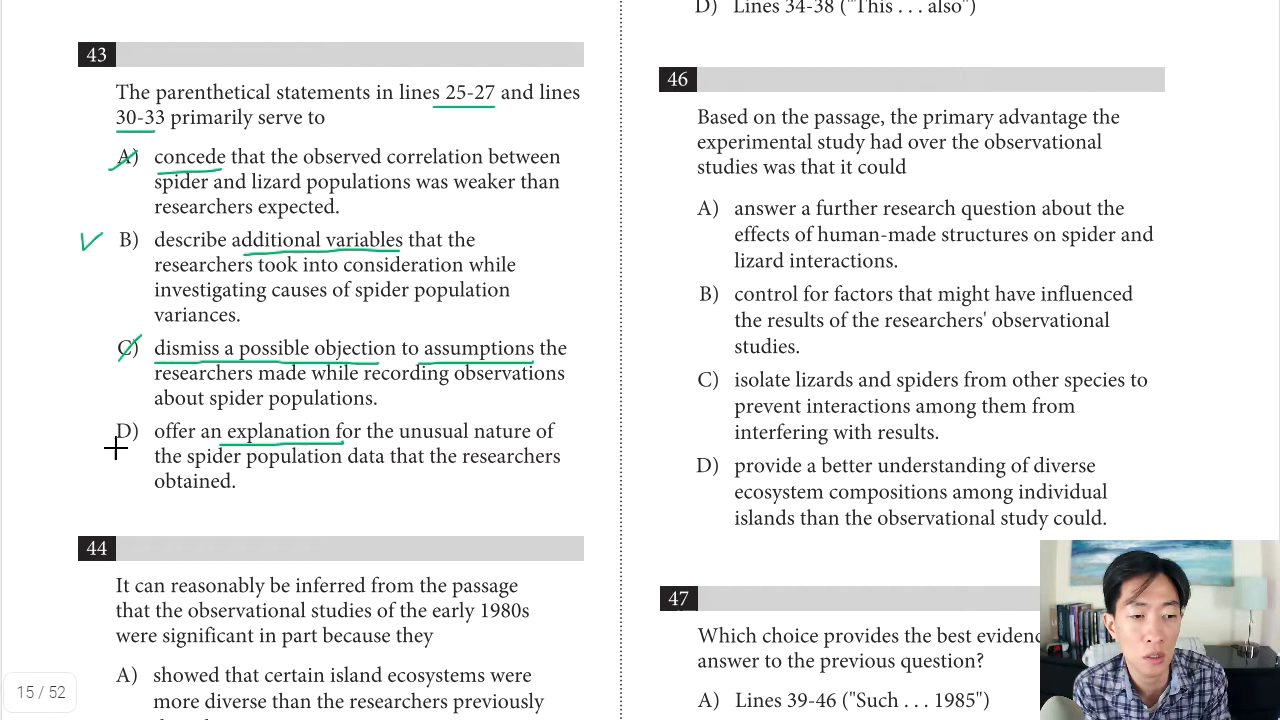 43
The parenthetical statements in lines 25-27 and lines
30-33 primarily serve to
A) concede that the observed correlation between
spider and lizard populations was weaker than
researchers expected.
B) describe additional variables that the
researchers took into consideration while
investigating causes of spider population
variances.
C) dismiss a possible objection to assumptions the
researchers made while recording observations
about spider populations.
D) offer an explanation for the unusual nature of
the spider population data that the researchers
obtained.
44
It can reasonably be inferred from the passage
that the observational studies of the early 1980s
were significant in part because they
A) showed that certain island ecosystems were
more diverse than the researchers previously
15 / 52
D) Lines 34-38 ("This . . . also")
46
Based on the passage, the primary advantage the
experimental study had over the observational
studies was that it could
A) answer a further research question about the
effects of human-made structures on spider and
lizard interactions.
B) control for factors that might have influenced
the results of the researchers' observational
studies.
C) isolate lizards and spiders from other species to
prevent interactions among them from
interfering with results.
D) provide a better understanding of diverse
ecosystem compositions among individual
islands than the observational study could.
47
Which choice provides the best
answer to the previous question?
A) Lines 39-46 ("Such . . . 1985")